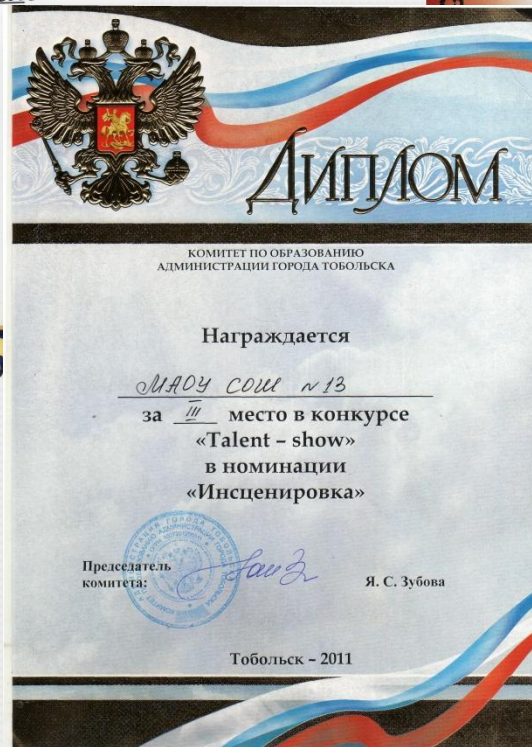 ДИПЛОМ
КОМИТЕТ ПО ОБРАЗОВАНИЮ
АДМИНИСТРАЦИИ ГОРОДА ТОБОЛЬСКА
Награждается
МАОУ СОШ №13
за III место в конкурсе
«Talent – show»
в номинации
«Инсценировка»
Председатель
комитета:
Я. С. Зубова
Тобольск – 2011